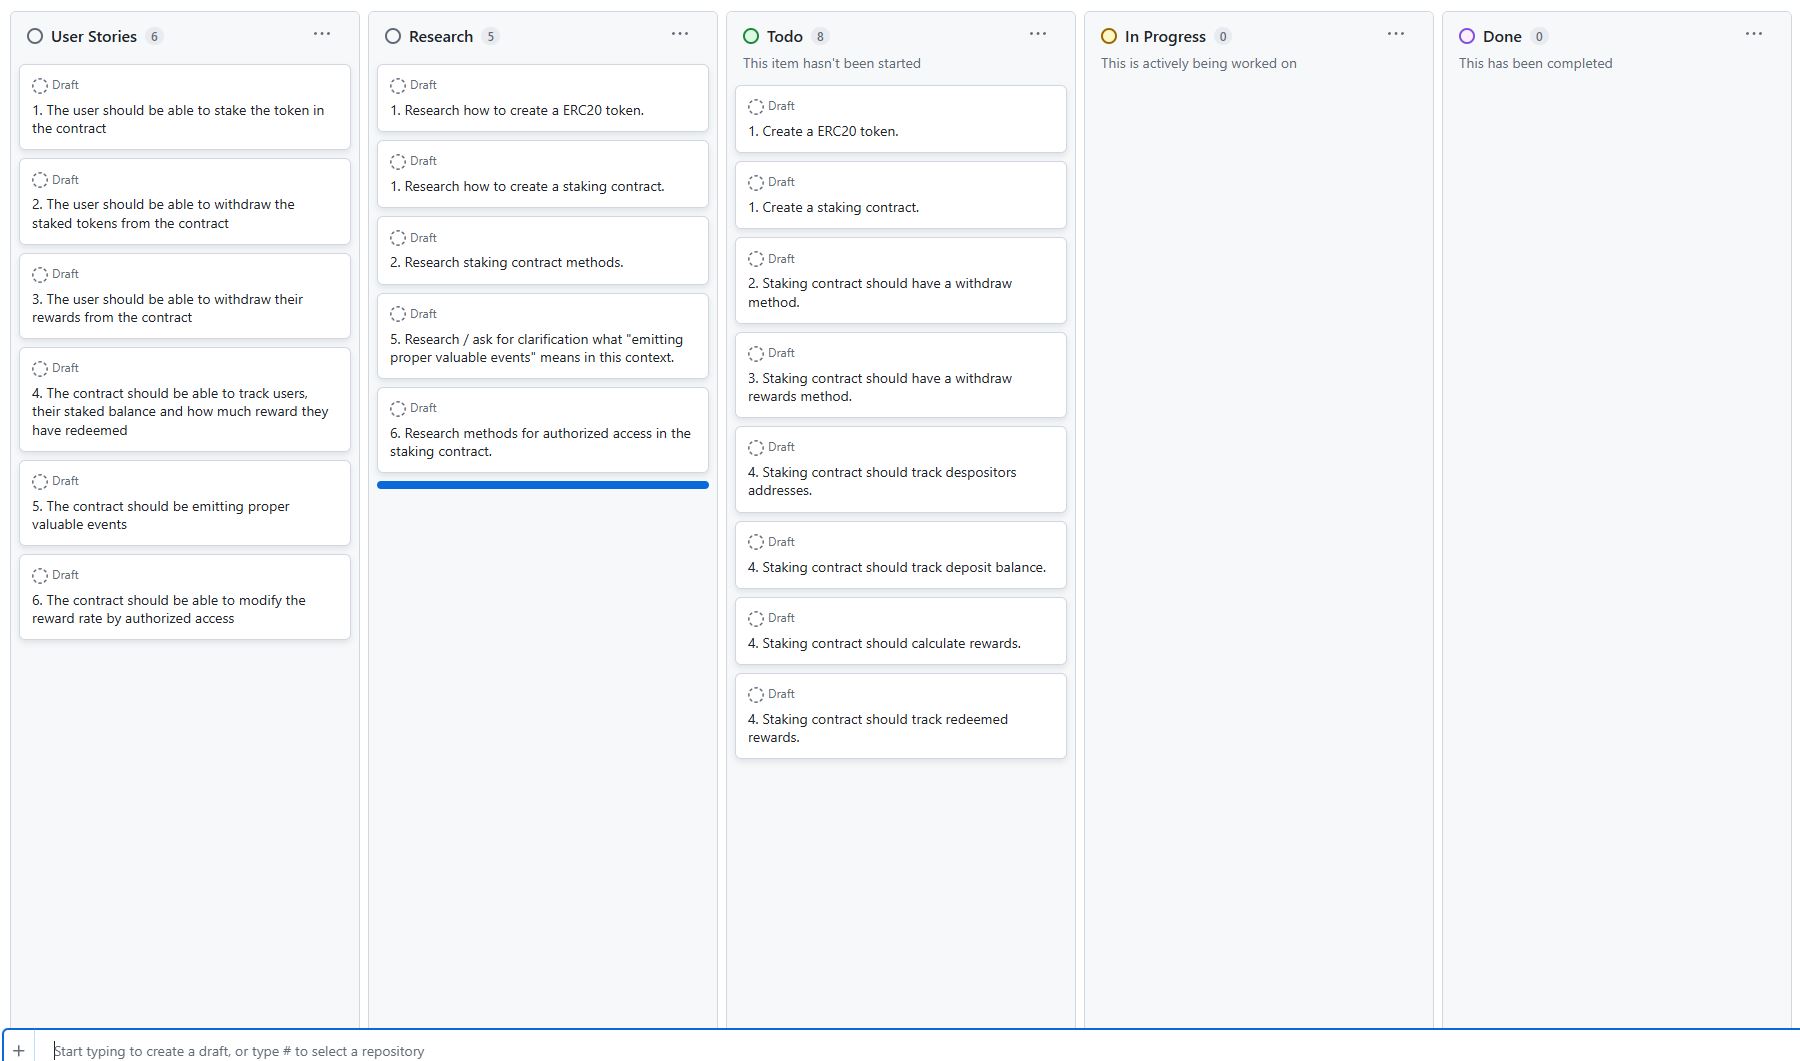 User Stories 6 ...
Draft
1. The user should be able to stake the token in
the contract
Draft
2. The user should be able to withdraw the
staked tokens from the contract
Draft
3. The user should be able to withdraw their
rewards from the contract
Draft
4. The contract should be able to track users,
their staked balance and how much reward they
have redeemed
Draft
5. The contract should be emitting proper
valuable events
Draft
6. The contract should be able to modify the
reward rate by authorized access
Research 5 ...
Draft
1. Research how to create a ERC20 token.
Draft
1. Research how to create a staking contract.
Draft
2. Research staking contract methods.
Draft
5. Research / ask for clarification what "emitting
proper valuable events" means in this context.
Draft
6. Research methods for authorized access in the
staking contract.
Todo 8 ...
This item hasn't been started
Draft
1. Create a ERC20 token.
Draft
1. Create a staking contract.
Draft
2. Staking contract should have a withdraw
method.
Draft
3. Staking contract should have a withdraw
rewards method.
Draft
4. Staking contract should track despositors
addresses.
Draft
4. Staking contract should track deposit balance.
Draft
4. Staking contract should calculate rewards.
Draft
4. Staking contract should track redeemed
rewards.
In Progress 0 ...
This is actively being worked on
Done 0 ...
This has been completed
+ Start typing to create a draft, or type # to select a repository